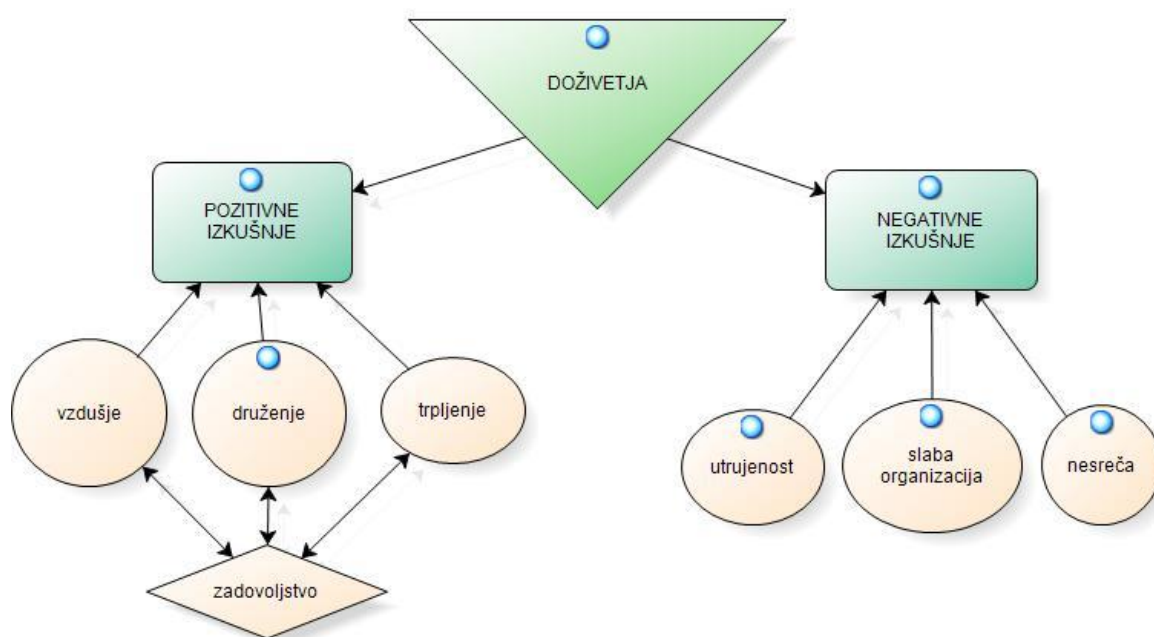 DOŽIVETJA
POZITIVNE
IZKUŠNJE
NEGATIVNE
IZKUŠNJE
vzdušje
druženje
trpljenje
utrujenost
slaba
organizacija
nesreča
zadovoljstvo